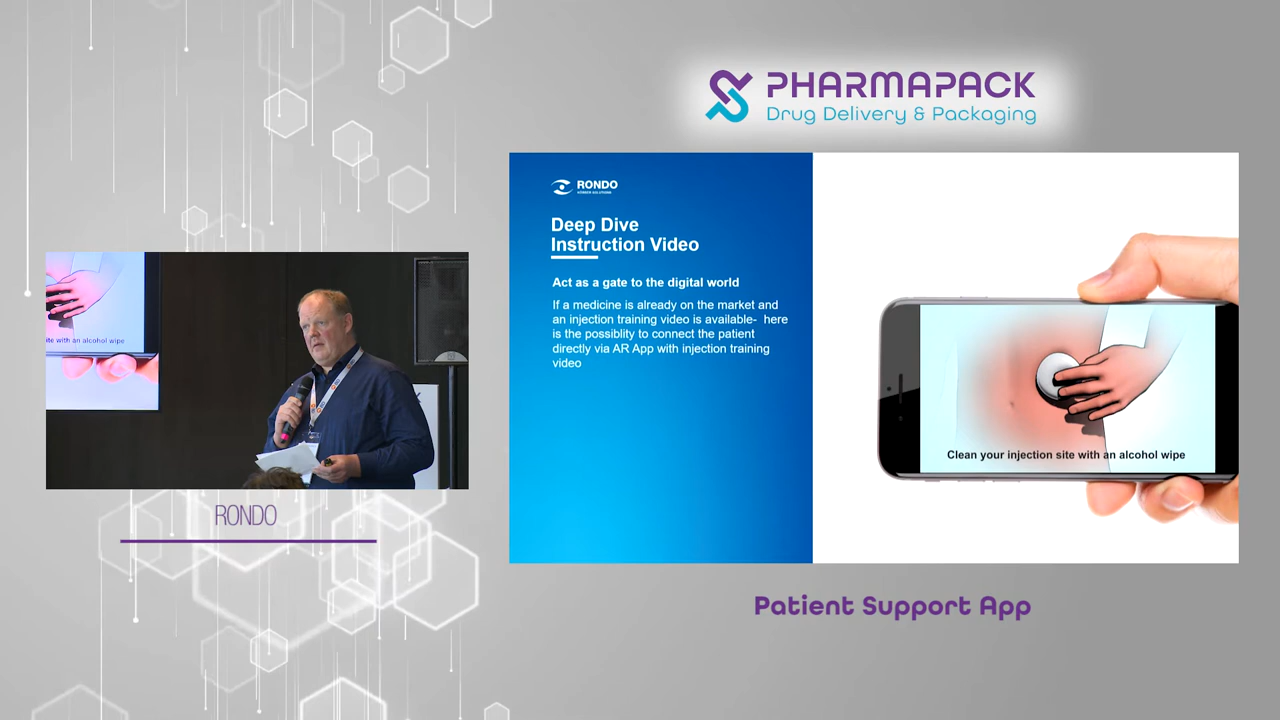 PHARMAPACK
Drug Delivery & Packaging
RONDO
KÖRBER SOLUTIONS
Deep Dive
Instruction Video
Act as a gate to the digital world
If a medicine is already on the market and
an injection training video is available- here
is the possiblity to connect the patient
directly via AR App with injection training
video
Clean your injection site with an alcohol wipe
ite with an alcohol wipe
RONDO
Patient Support App